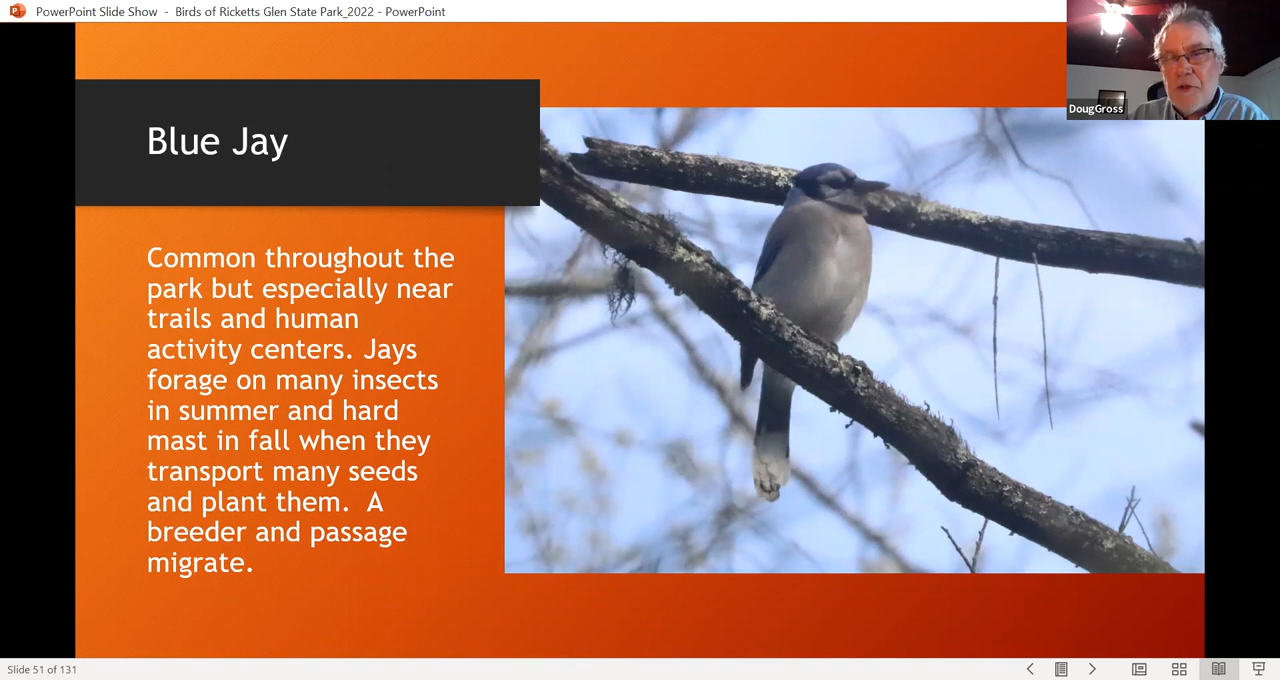 PowerPoint Slide Show - Birds of Ricketts Glen State Park_2022 - PowerPoint
DougGross
Blue Jay
Common throughout the
park but especially near
trails and human
activity centers. Jays
forage on many insects
in summer and hard
mast in fall when they
transport many seeds
and plant them. A
breeder and passage
migrate.
Slide 51 of 131